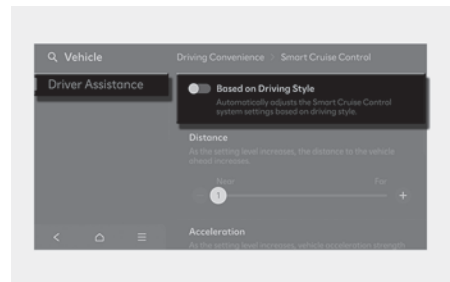 Vehicle
Driving Convenience > Smart Cruise Control
Driver Assistance
Based on Driving Style
Automatically adjusts the Smart Cruise Control
system settings based on driving style.
Distance
As the setting level increases, the distance to the vehicle
ahead increases.
Near Far
1 +
Acceleration
As the setting level increases, vehicle acceleration strength